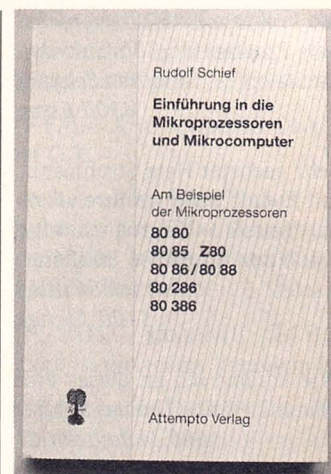 Rudolf Schief
Einführung in die
Mikroprozessoren
und Mikrocomputer
Am Beispiel
der Mikroprozessoren
80 80
80 85 Z80
80 86/80 88
80 286
80 386
Attempto Verlag